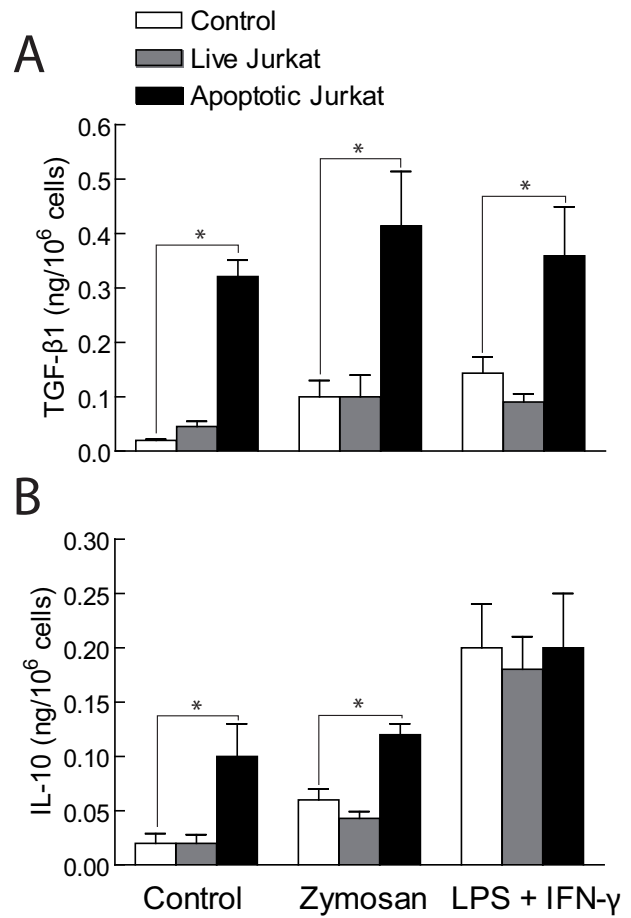 A
Control
Live Jurkat
Apoptotic Jurkat
TGF-β1 (ng/10⁶ cells)
0.6
0.5
0.4
0.3
0.2
0.1
0.0
*
*
*
B
IL-10 (ng/10⁶ cells)
0.30
0.25
0.20
0.15
0.10
0.05
0.00
*
*
Control
Zymosan
LPS + IFN-γ